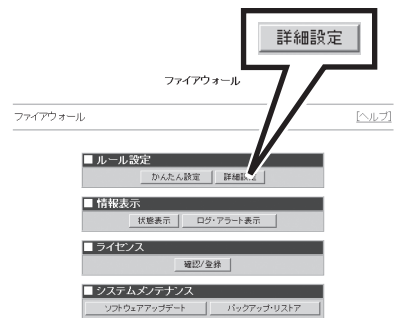 詳細設定
ファイアウォール
ファイアウォール [ヘルプ]
■ ルール設定
かんたん設定 詳細設定
■ 情報表示
状態表示 ログ・アラート表示
■ ライセンス
確認/登録
■ システムメンテナンス
ソフトウェアアップデート バックアップ・リストア